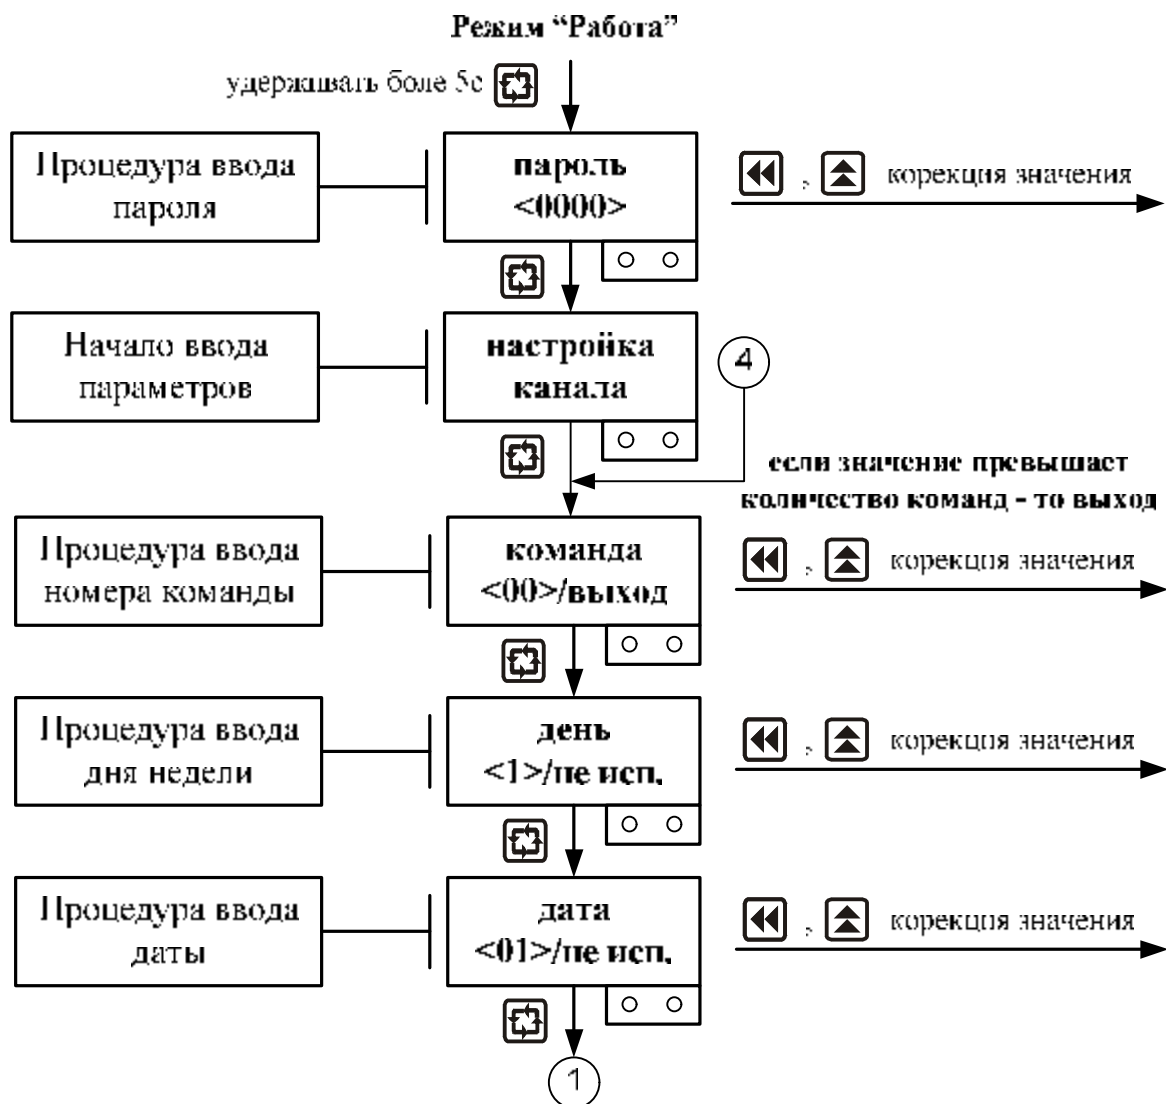 Режим “Работа”
удерживать боле 5с
Процедура ввода
пароля
пароль
<0000>
, корекция значения
Начало ввода
параметров
настройка
канала
4
если значение превышает
количество команд - то выход
Процедура ввода
номера команды
команда
<00>/выход
, корекция значения
Процедура ввода
дня недели
день
<1>/не исп.
, корекция значения
Процедура ввода
даты
дата
<01>/не исп.
, корекция значения
1